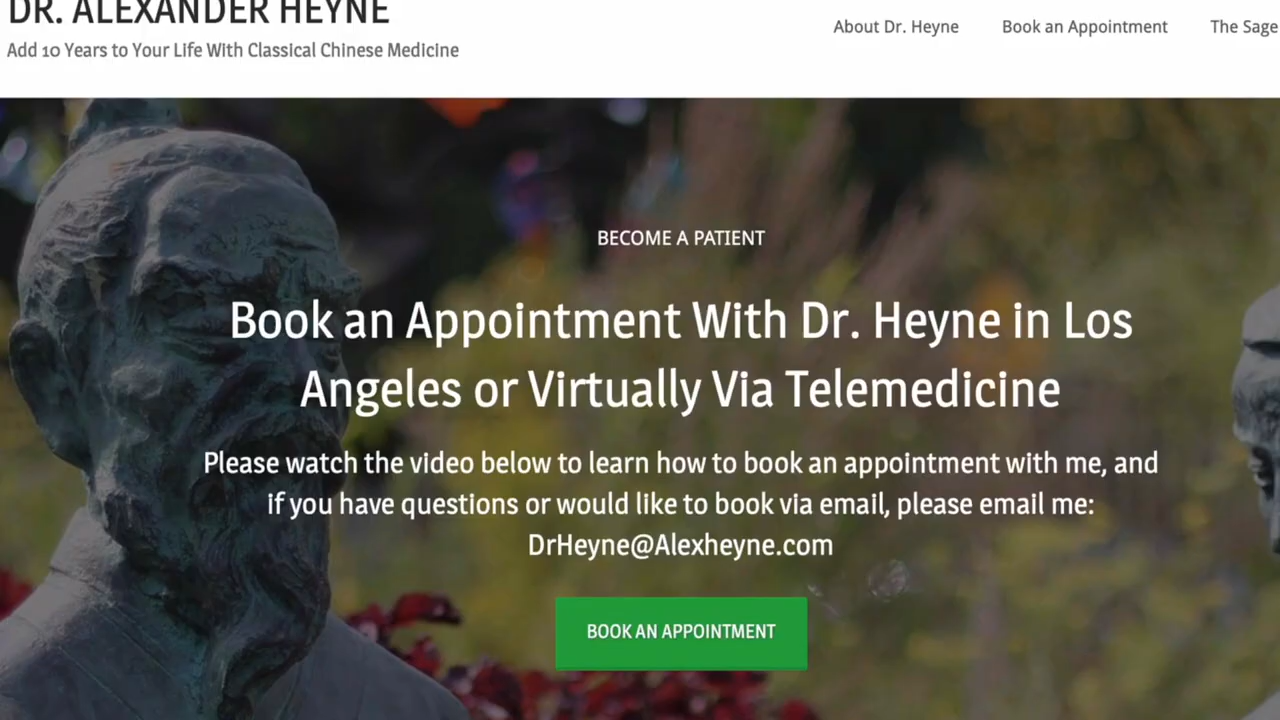 DR. ALEXANDER HEYNE
Add 10 Years to Your Life With Classical Chinese Medicine
About Dr. Heyne
Book an Appointment
The Sage
BECOME A PATIENT
Book an Appointment With Dr. Heyne in Los
Angeles or Virtually Via Telemedicine
Please watch the video below to learn how to book an appointment with me, and
if you have questions or would like to book via email, please email me:
DrHeyne@Alexheyne.com
BOOK AN APPOINTMENT